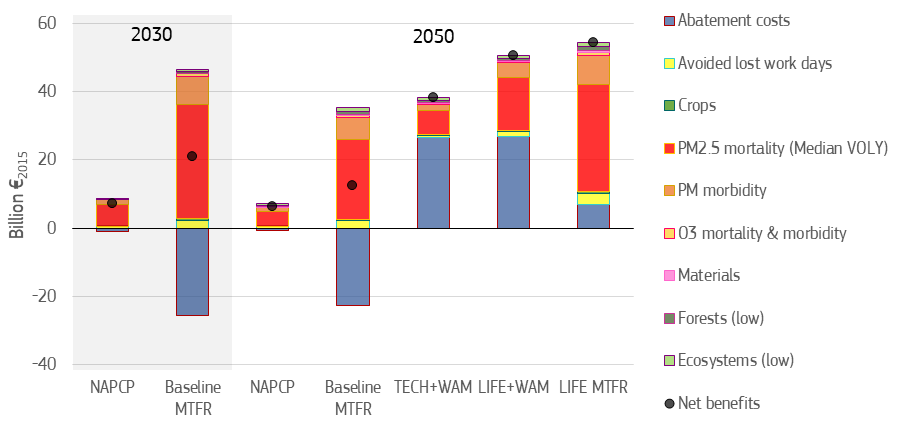 60
40
20
0
-20
-40
Billion €2015
2030
2050
NAPCP
Baseline
MTFR
NAPCP
Baseline
MTFR
TECH+WAM
LIFE+WAM
LIFE MTFR
Abatement costs
Avoided lost work days
Crops
PM2.5 mortality (Median VOLY)
PM morbidity
O3 mortality & morbidity
Materials
Forests (low)
Ecosystems (low)
Net benefits